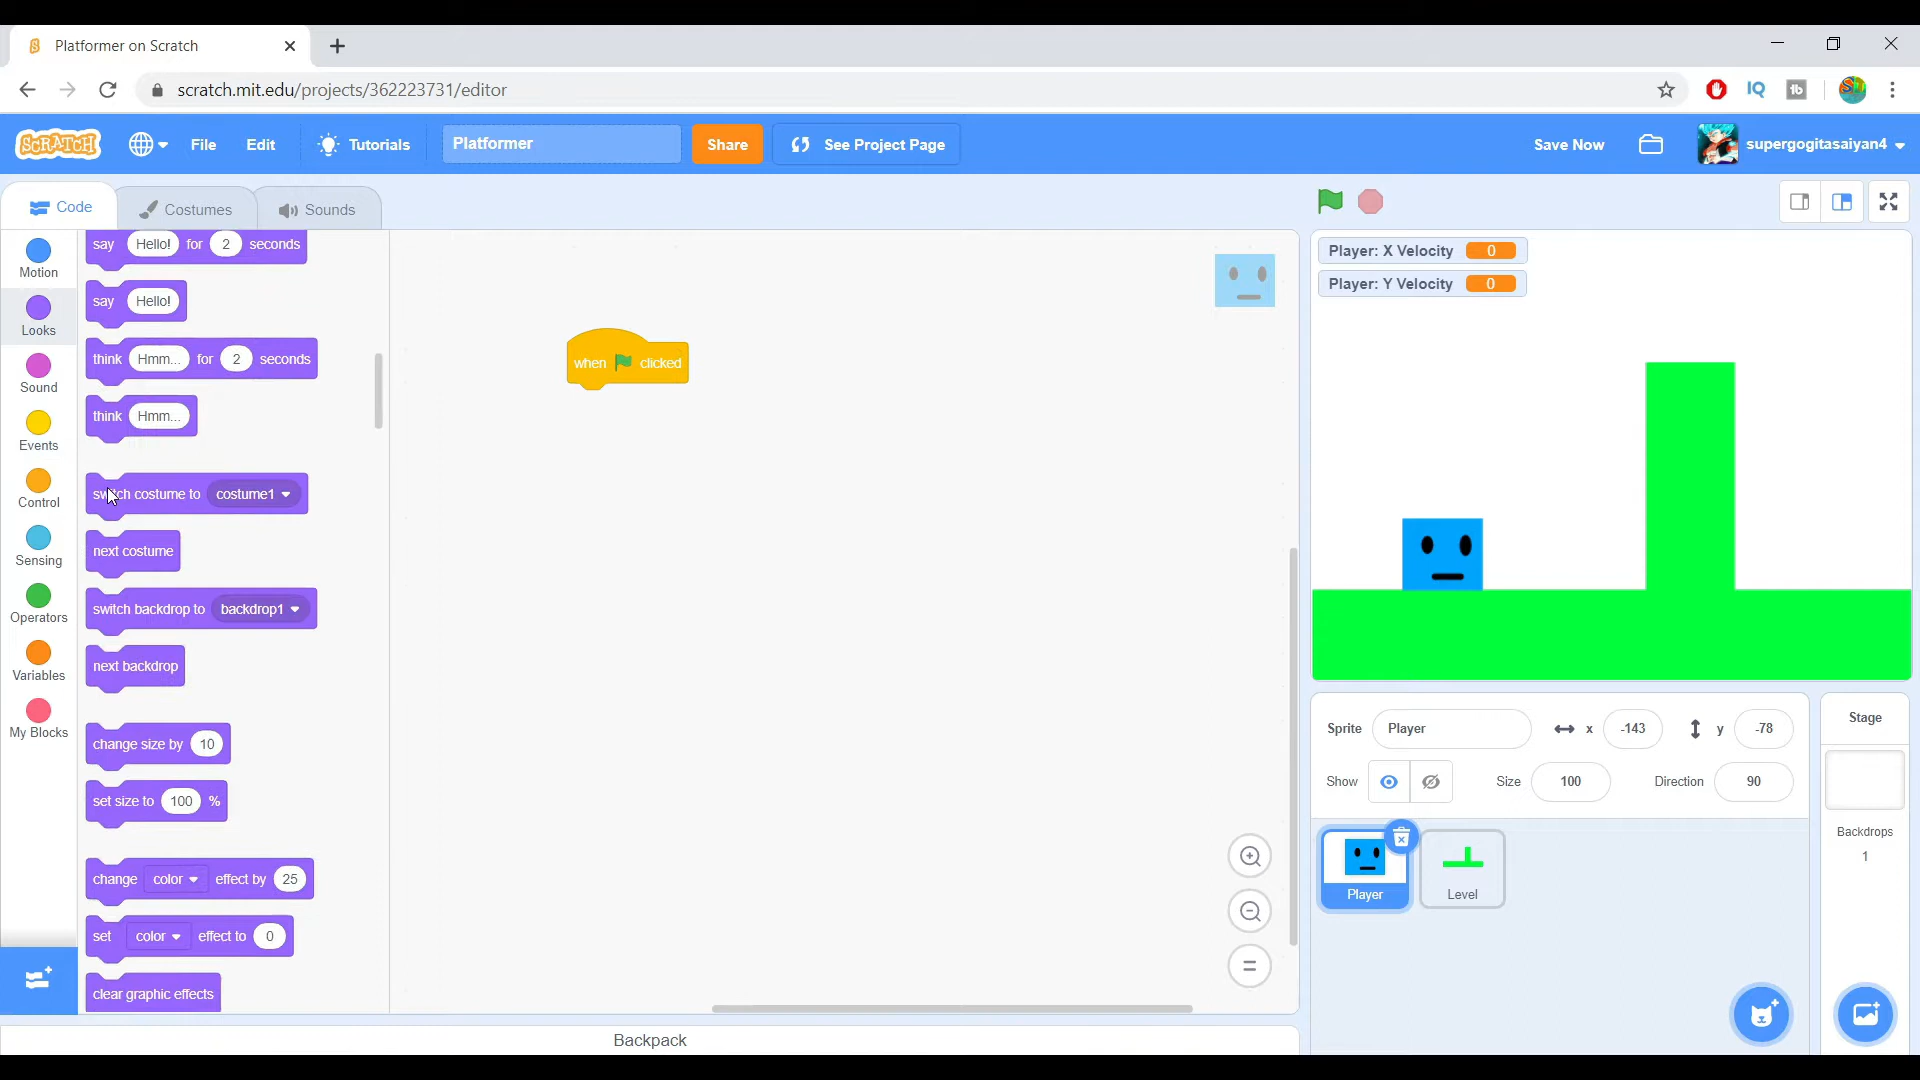 Platformer on Scratch
scratch.mit.edu/projects/362223731/editor
IQ
tb
SCRATCH
File
Edit
Tutorials
Platformer
Share
See Project Page
Save Now
supergogitasaiyan4
Code
Costumes
Sounds
Motion
Looks
Sound
Events
Control
Sensing
Operators
Variables
My Blocks
say Hello! for 2 seconds
say Hello!
think Hmm... for 2 seconds
think Hmm...
switch costume to costume1
next costume
switch backdrop to backdrop1
next backdrop
change size by 10
set size to 100 %
change color effect by 25
set color effect to 0
clear graphic effects
when clicked
Player: X Velocity 0
Player: Y Velocity 0
Sprite Player x -143 y -78
Show Size 100 Direction 90
Player
Level
Stage
Backdrops
1
Backpack